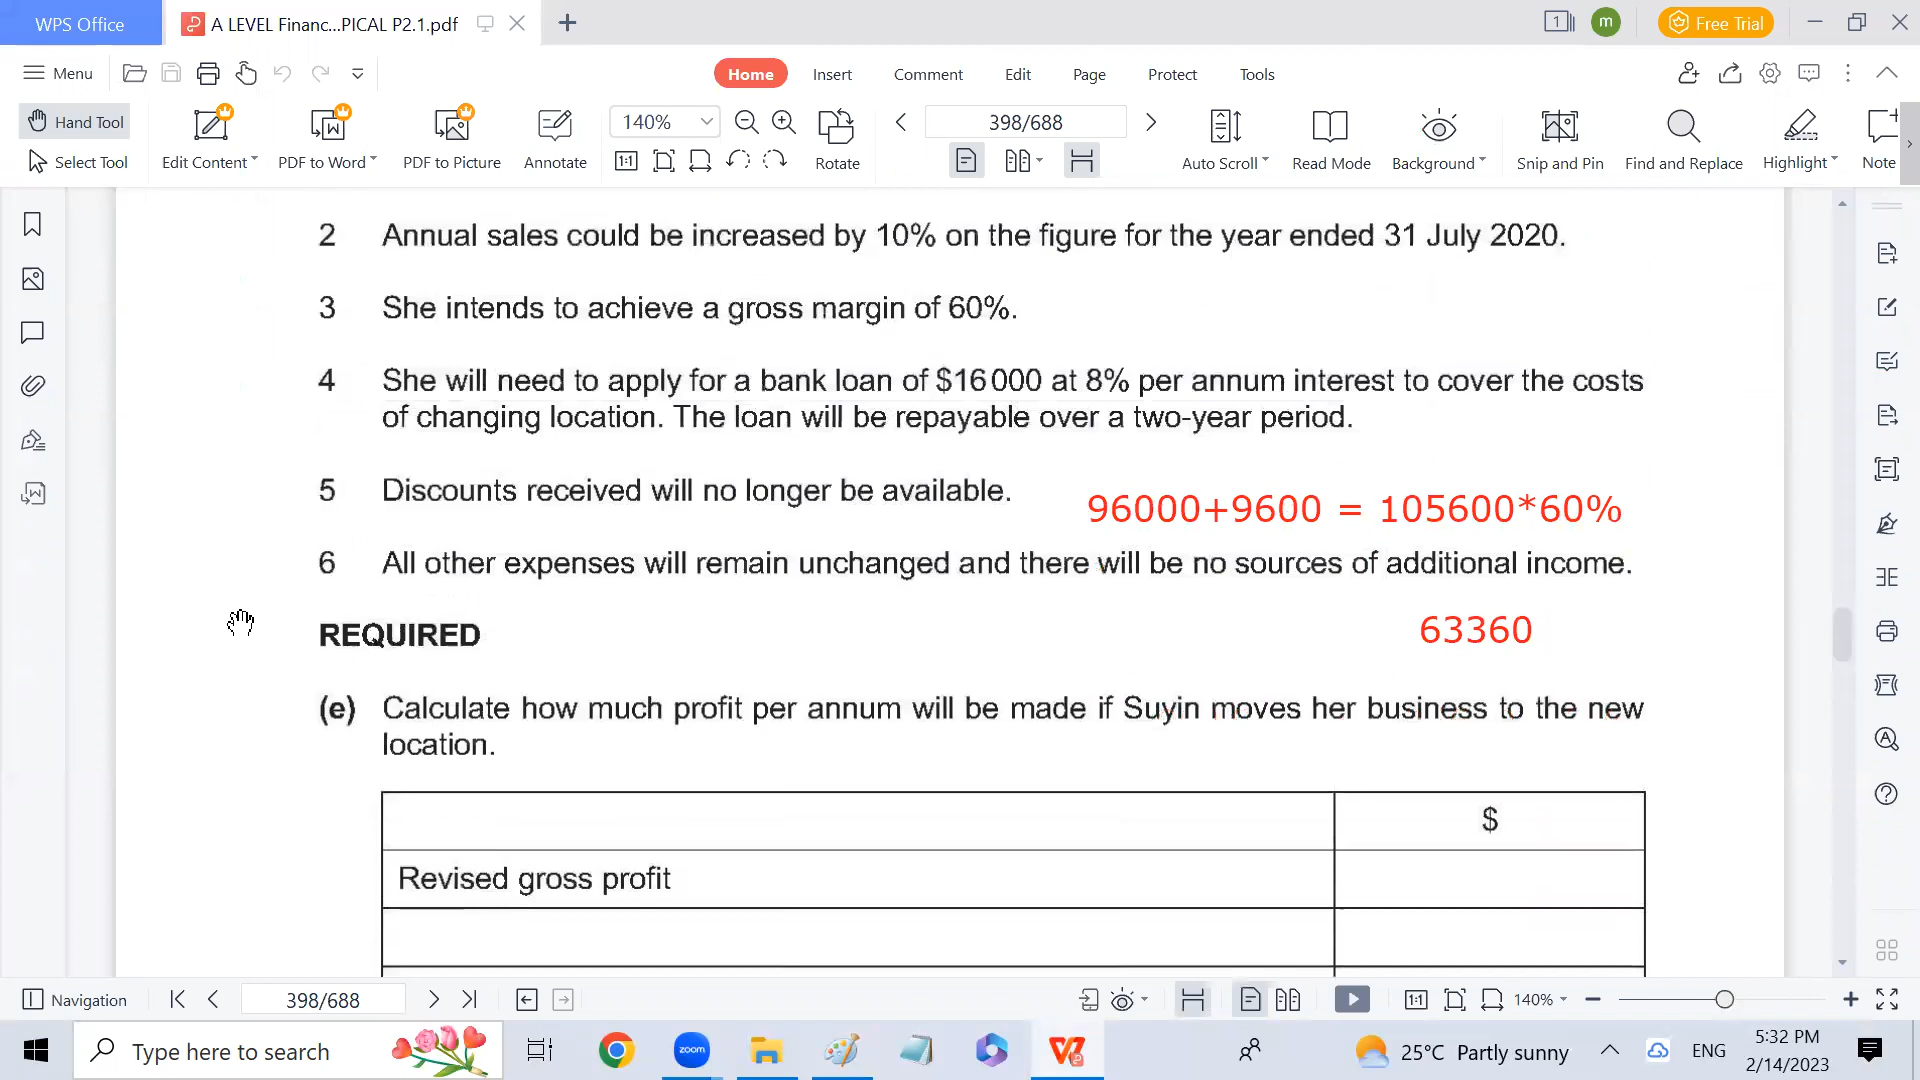 WPS Office
A LEVEL Financ...PICAL P2.1.pdf
1
m
Free Trial
Menu
Home
Insert
Comment
Edit
Page
Protect
Tools
Hand Tool
Select Tool
Edit Content
PDF to Word
PDF to Picture
Annotate
140%
Rotate
398/688
Auto Scroll
Read Mode
Background
Snip and Pin
Find and Replace
Highlight
Note
2 Annual sales could be increased by 10% on the figure for the year ended 31 July 2020.
3 She intends to achieve a gross margin of 60%.
4 She will need to apply for a bank loan of $16 000 at 8% per annum interest to cover the costs
of changing location. The loan will be repayable over a two-year period.
5 Discounts received will no longer be available.
96000+9600 = 105600*60%
6 All other expenses will remain unchanged and there will be no sources of additional income.
REQUIRED
63360
(e) Calculate how much profit per annum will be made if Suyin moves her business to the new
location.
$
Revised gross profit
Navigation
398/688
1:1
140%
Type here to search
zoom
25°C Partly sunny
ENG
5:32 PM
2/14/2023